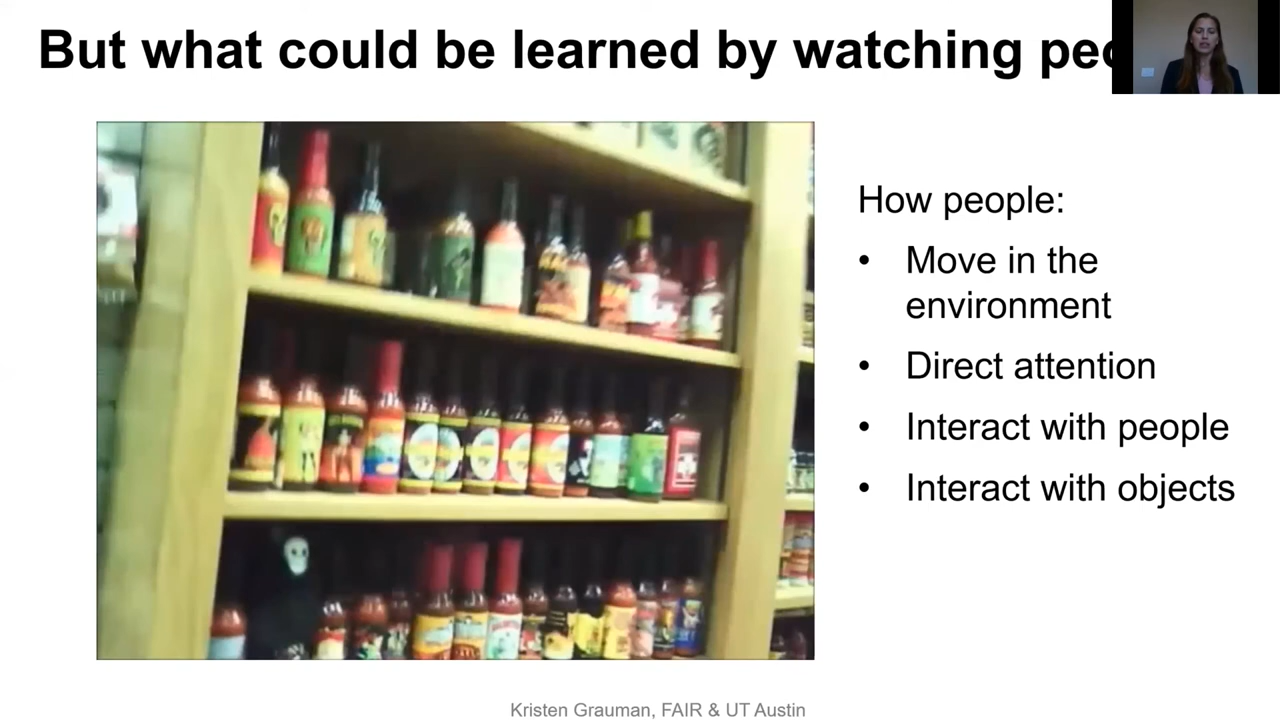 But what could be learned by watching
How people:
• Move in the
environment
• Direct attention
• Interact with people
• Interact with objects
Kristen Grauman, FAIR & UT Austin